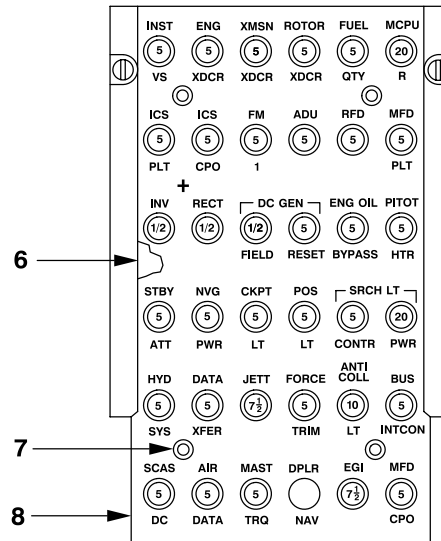 INST ENG XMSN ROTOR FUEL MCPU
5 5 5 5 5 20
VS XDCR XDCR XDCR QTY R
ICS ICS FM ADU RFD MFD
5 5 5 5 5 5
PLT CPO 1 PLT
+
INV RECT DC GEN ENG OIL PITOT
1/2 1/2 1/2 5 5 5
FIELD RESET BYPASS HTR
6
STBY NVG CKPT POS SRCH LT
5 5 5 5 5 20
ATT PWR LT LT CONTR PWR
HYD DATA JETT FORCE ANTI COLL BUS
5 5 7½ 5 10 5
SYS XFER TRIM LT INTCON
7
SCAS AIR MAST DPLR EGI MFD
5 5 5 7½ 5
8
DC DATA TRQ NAV CPO